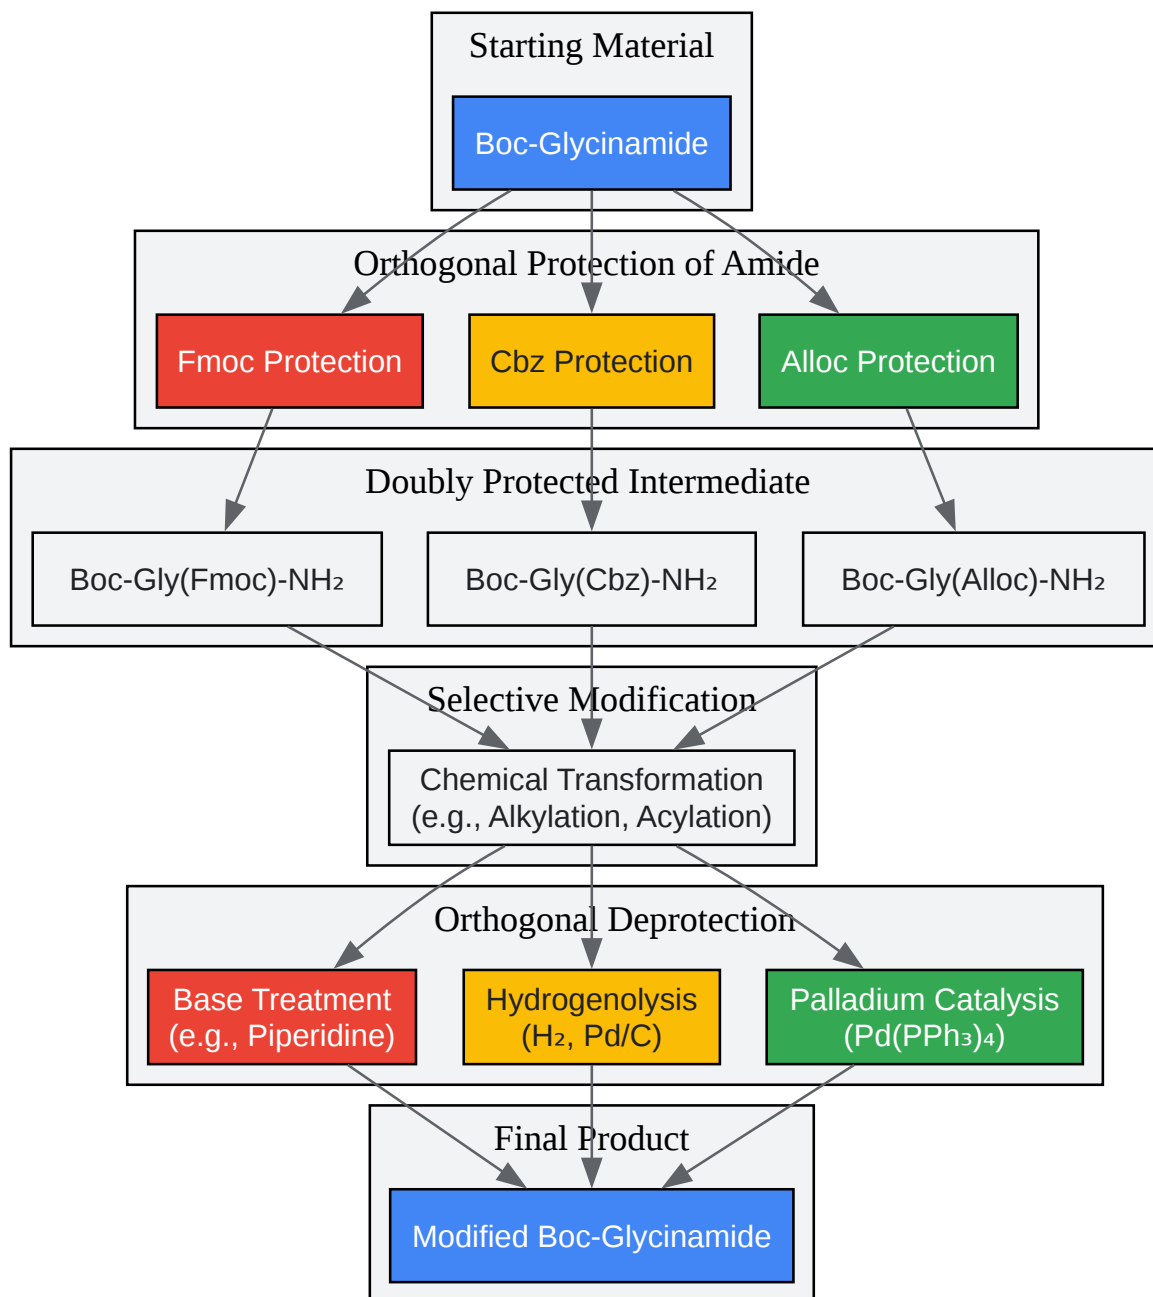 Starting Material
Boc-Glycinamide
Orthogonal Protection of Amide
Fmoc Protection
Cbz Protection
Alloc Protection
Doubly Protected Intermediate
Boc-Gly(Fmoc)-NH₂
Boc-Gly(Cbz)-NH₂
Boc-Gly(Alloc)-NH₂
Selective Modification
Chemical Transformation
(e.g., Alkylation, Acylation)
Orthogonal Deprotection
Base Treatment
(e.g., Piperidine)
Hydrogenolysis
(H₂, Pd/C)
Palladium Catalysis
(Pd(PPh₃)₄)
Final Product
Modified Boc-Glycinamide